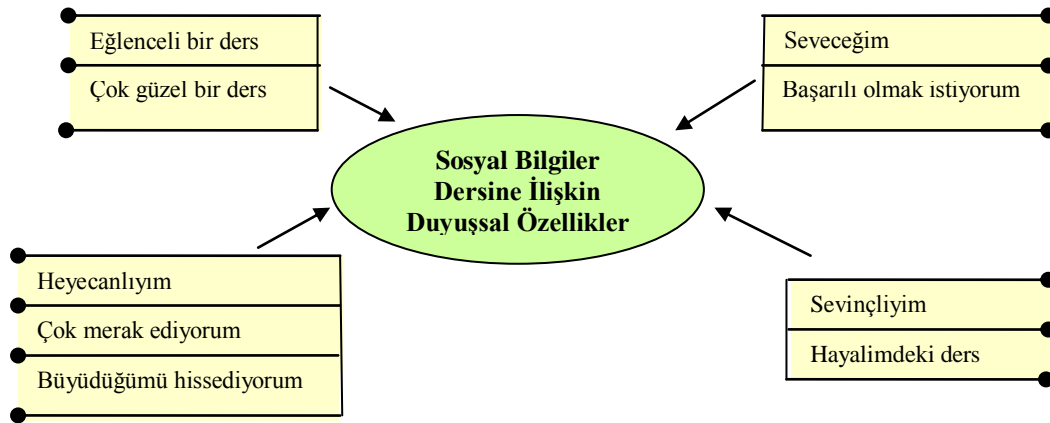 Eğlenceli bir ders
Çok güzel bir ders
Seveceğim
Başarılı olmak istiyorum
Sosyal Bilgiler
Dersine İlişkin
Duyuşsal Özellikler
Heyecanlıyım
Çok merak ediyorum
Büyüdüğümü hissediyorum
Sevinçliyim
Hayalimdeki ders